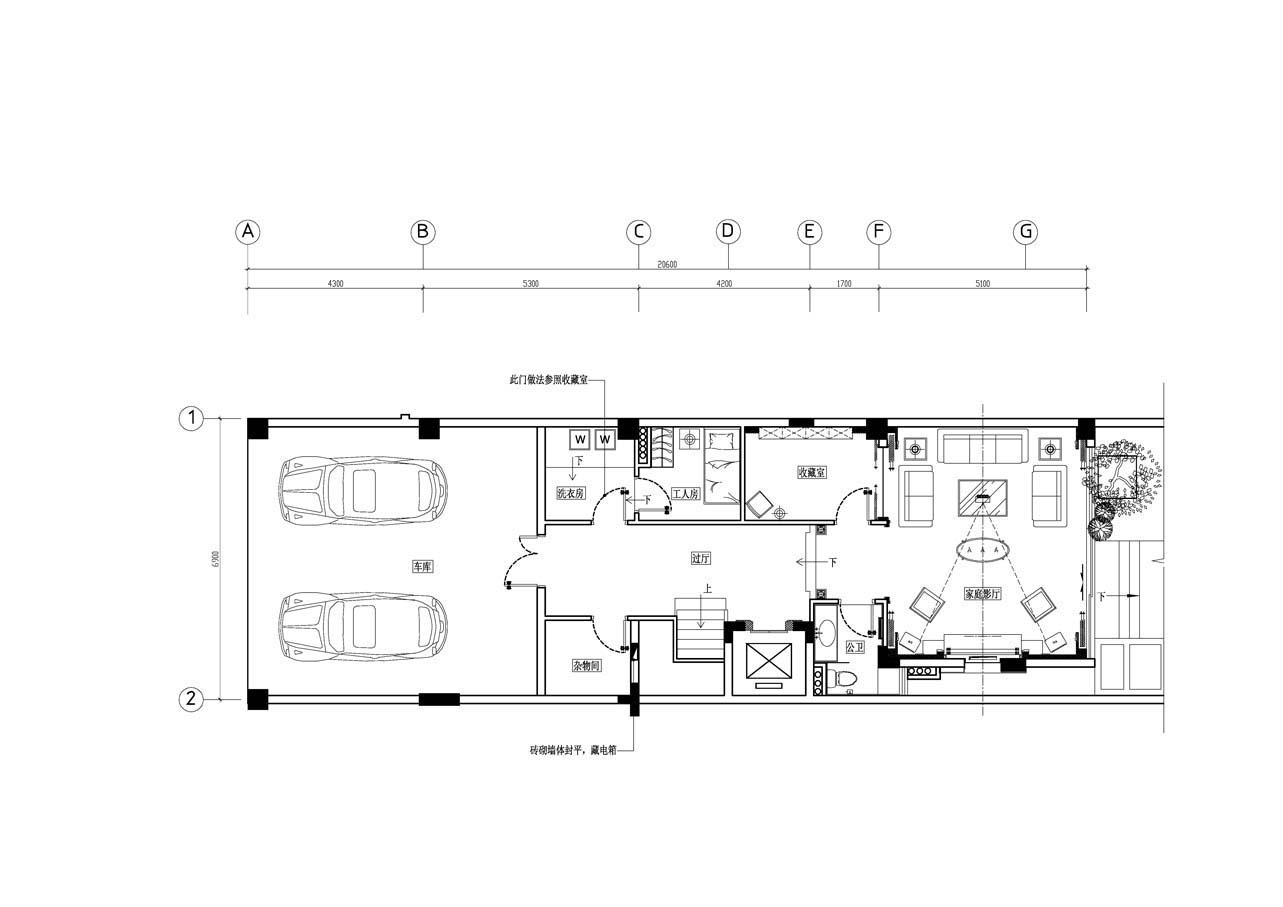 A B C D E F G
20600
4300 5300 4200 1700 5100
此门做法参照收藏室
1
W W
下
洗衣房
下
工人房
收藏室
6900
车库
过厅
下
家庭影厅
下
上
公卫
杂物间
2
砖砌墙体封平，藏电箱